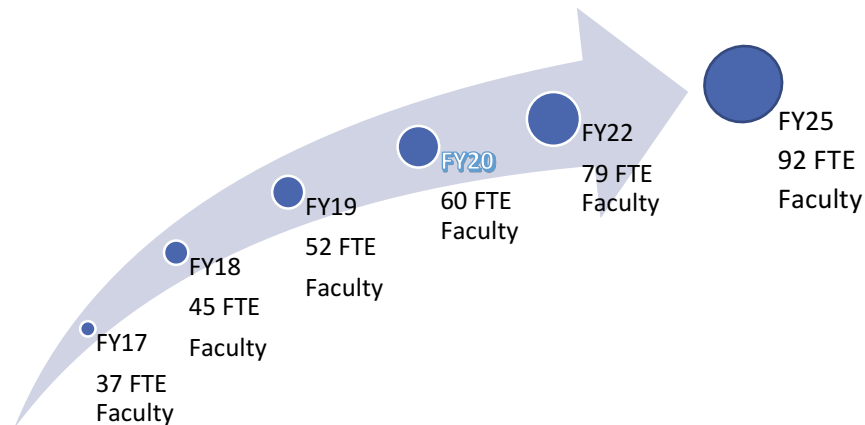 FY17
37 FTE
Faculty
FY18
45 FTE
Faculty
FY19
52 FTE
Faculty
FY20
60 FTE
Faculty
FY22
79 FTE
Faculty
FY25
92 FTE
Faculty